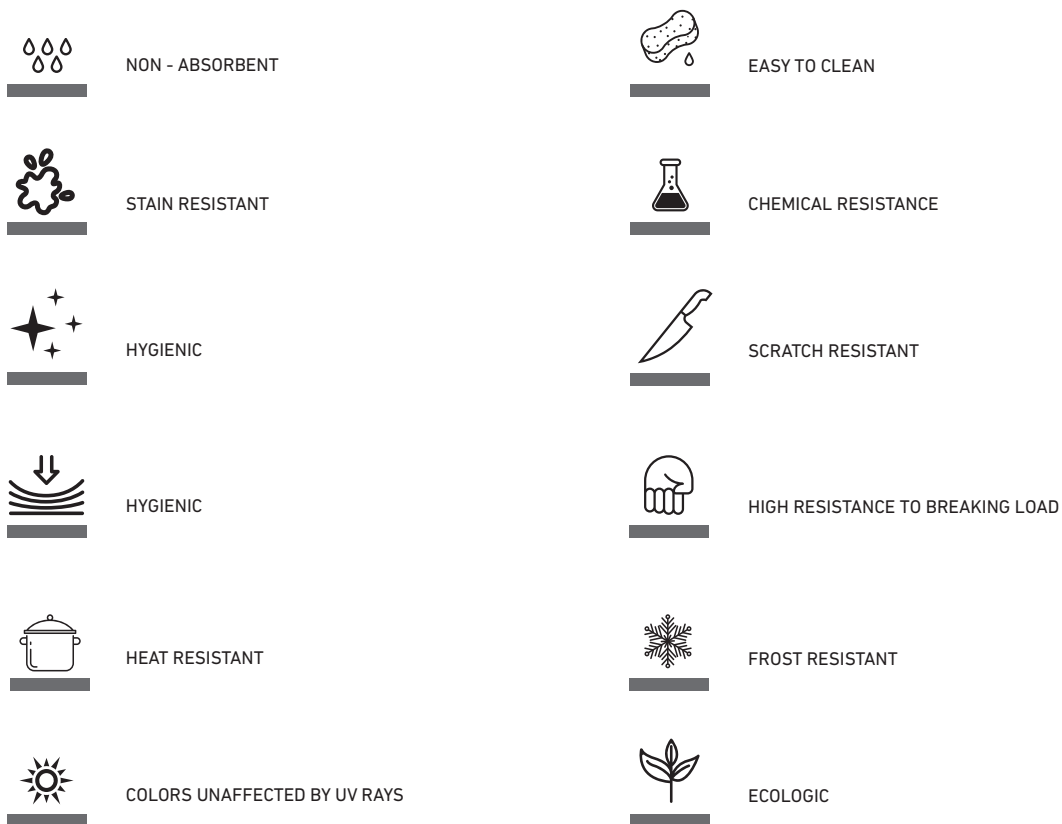 NON - ABSORBENT
EASY TO CLEAN
STAIN RESISTANT
CHEMICAL RESISTANCE
HYGIENIC
SCRATCH RESISTANT
HYGIENIC
HIGH RESISTANCE TO BREAKING LOAD
HEAT RESISTANT
FROST RESISTANT
COLORS UNAFFECTED BY UV RAYS
ECOLOGIC